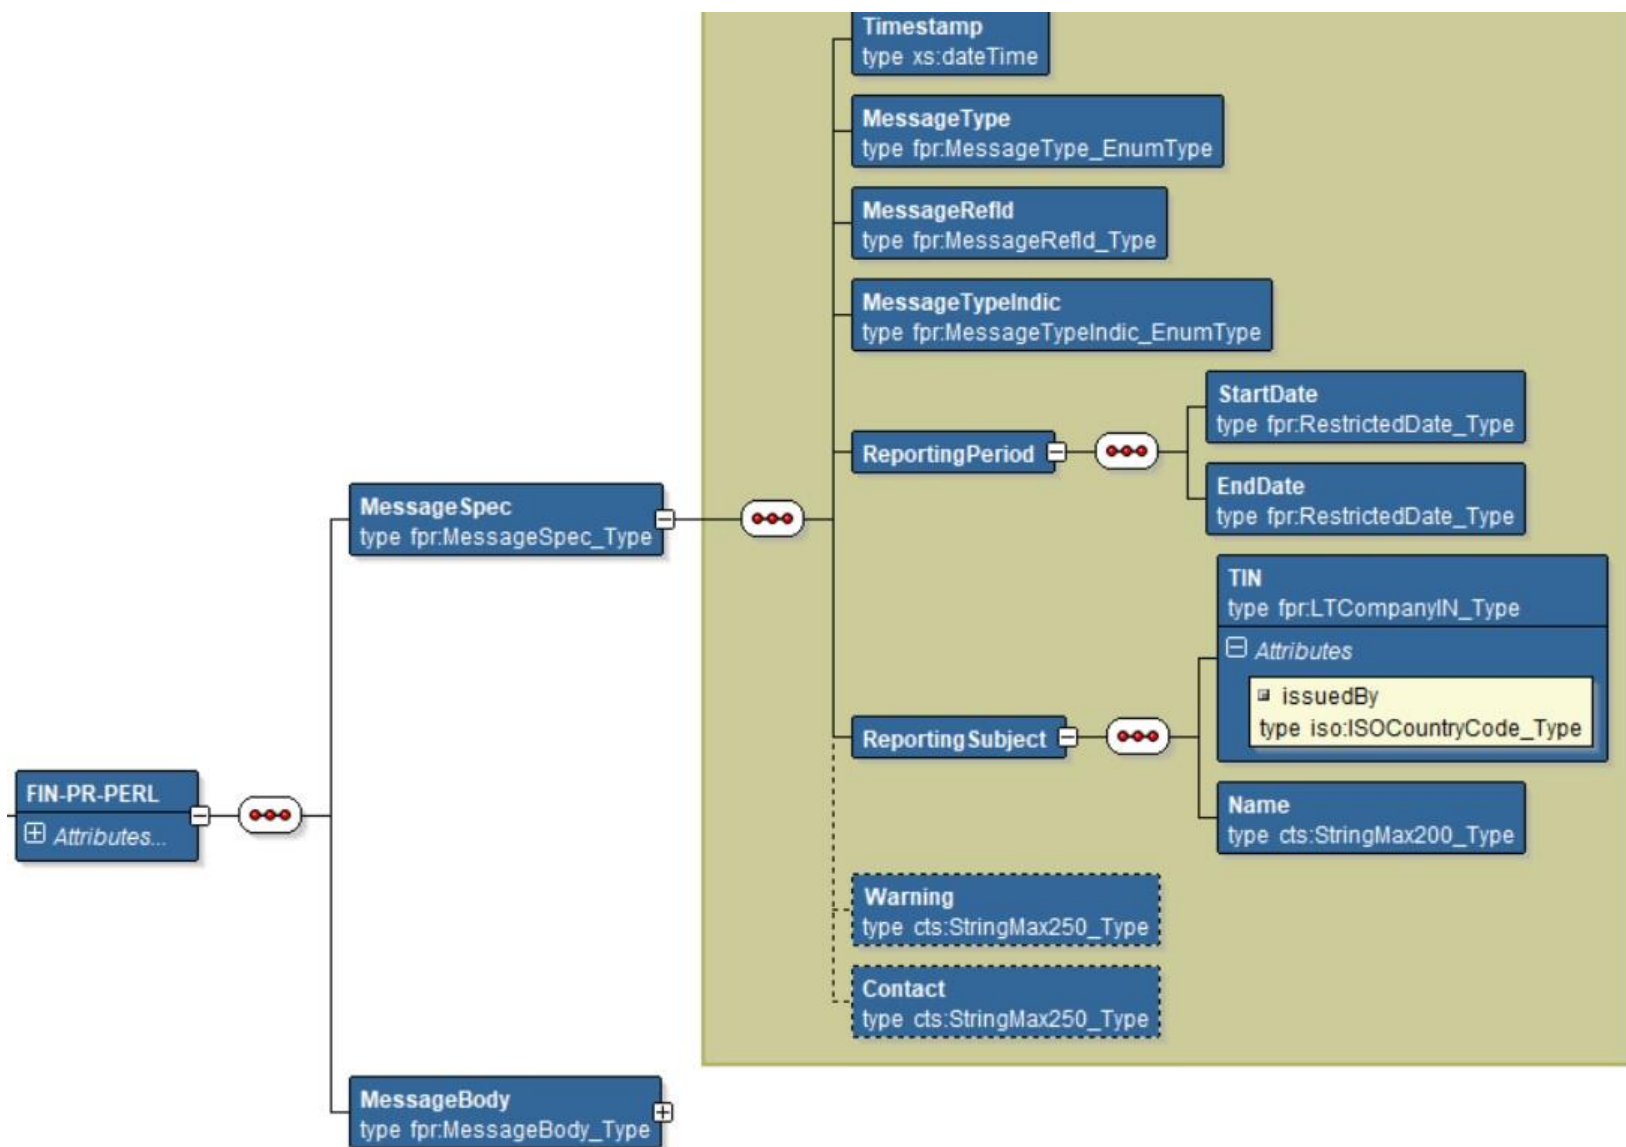 Timestamp
type xs:dateTime
MessageType
type fpr:MessageType_EnumType
MessageRefId
type fpr:MessageRefId_Type
MessageTypeIndic
type fpr:MessageTypeIndic_EnumType
ReportingPeriod
StartDate
type fpr:RestrictedDate_Type
EndDate
type fpr:RestrictedDate_Type
MessageSpec
type fpr:MessageSpec_Type
TIN
type fpr:LTCompanyIN_Type
Attributes
issuedBy
type iso:ISOCountryCode_Type
ReportingSubject
Name
type cts:StringMax200_Type
FIN-PR-PERL
Attributes...
Warning
type cts:StringMax250_Type
Contact
type cts:StringMax250_Type
MessageBody
type fpr:MessageBody_Type